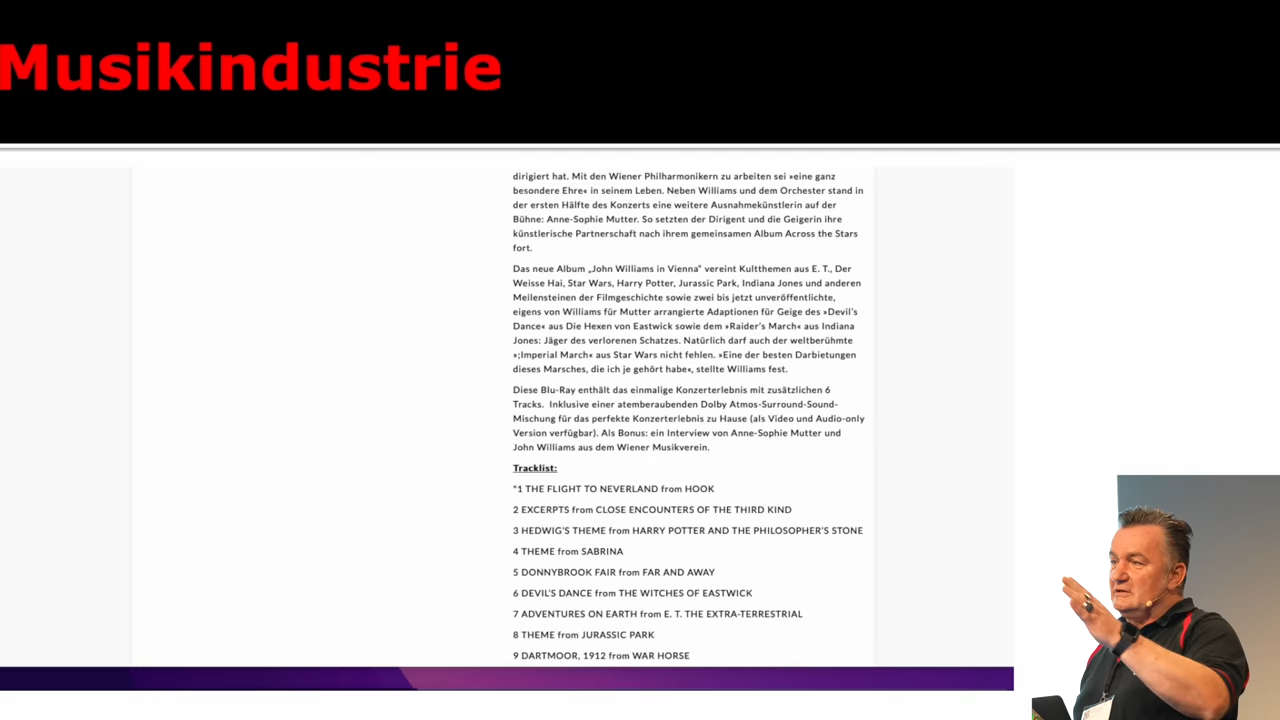 Musikindustrie
dirigiert hat. Mit den Wiener Philharmonikern zu arbeiten sei »eine ganz
besondere Ehre« in seinem Leben. Neben Williams und dem Orchester stand in
der ersten Hälfte des Konzerts eine weitere Ausnahmekünstlerin auf der
Bühne: Anne-Sophie Mutter. So setzten der Dirigent und die Geigerin ihre
künstlerische Partnerschaft nach ihrem gemeinsamen Album Across the Stars
fort.
Das neue Album „John Williams in Vienna“ vereint Kultthemen aus E. T., Der
Weisse Hai, Star Wars, Harry Potter, Jurassic Park, Indiana Jones und anderen
Meilensteinen der Filmgeschichte sowie zwei bis jetzt unveröffentlichte,
eigens von Williams für Mutter arrangierte Adaptionen für Geige des »Devil's
Dance« aus Die Hexen von Eastwick sowie dem »Raider's March« aus Indiana
Jones: Jäger des verlorenen Schatzes. Natürlich darf auch der weltberühmte
»;Imperial March« aus Star Wars nicht fehlen. »Eine der besten Darbietungen
dieses Marsches, die ich je gehört habe«, stellte Williams fest.
Diese Blu-Ray enthält das einmalige Konzerterlebnis mit zusätzlichen 6
Tracks. Inklusive einer atemberaubenden Dolby Atmos-Surround-Sound-
Mischung für das perfekte Konzerterlebnis zu Hause (als Video und Audio-only
Version verfügbar). Als Bonus: ein Interview von Anne-Sophie Mutter und
John Williams aus dem Wiener Musikverein.
Tracklist:
"1 THE FLIGHT TO NEVERLAND from HOOK
2 EXCERPTS from CLOSE ENCOUNTERS OF THE THIRD KIND
3 HEDWIG'S THEME from HARRY POTTER AND THE PHILOSOPHER'S STONE
4 THEME from SABRINA
5 DONNYBROOK FAIR from FAR AND AWAY
6 DEVIL'S DANCE from THE WITCHES OF EASTWICK
7 ADVENTURES ON EARTH from E. T. THE EXTRA-TERRESTRIAL
8 THEME from JURASSIC PARK
9 DARTMOOR, 1912 from WAR HORSE